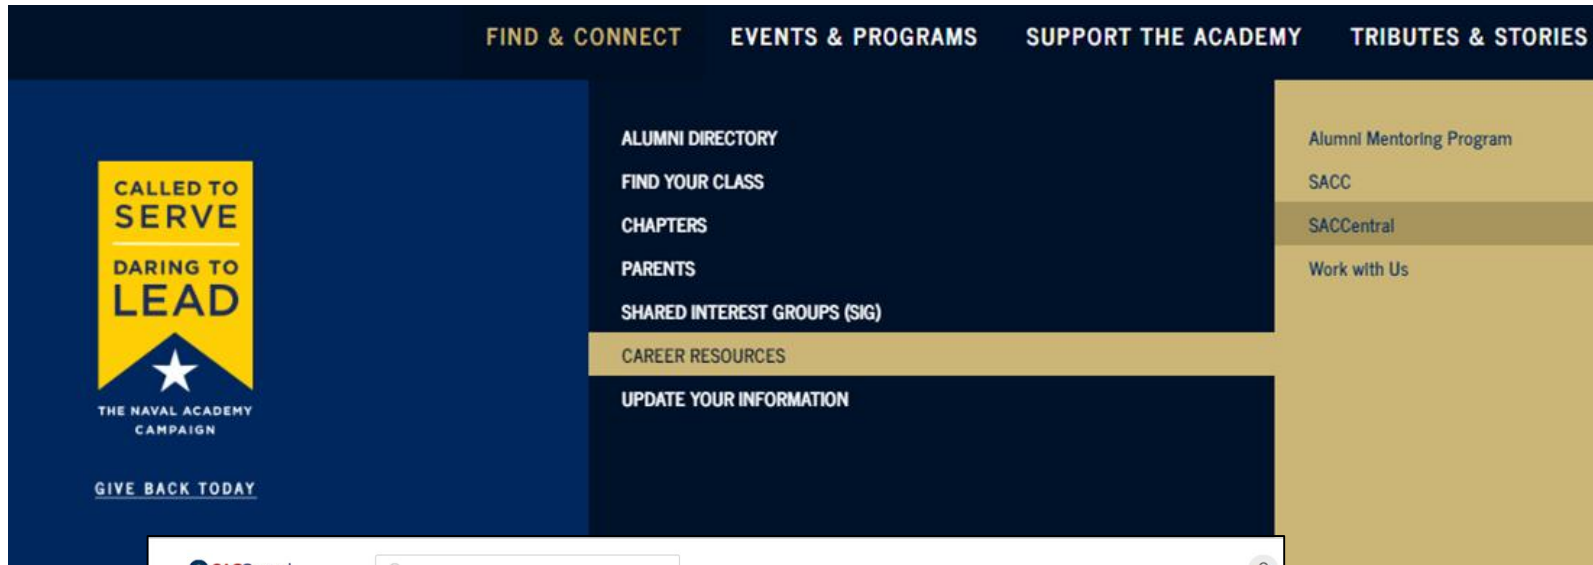 FIND & CONNECT EVENTS & PROGRAMS SUPPORT THE ACADEMY TRIBUTES & STORIES
CALLED TO
SERVE
DARING TO
LEAD
THE NAVAL ACADEMY
CAMPAIGN
GIVE BACK TODAY
ALUMNI DIRECTORY
FIND YOUR CLASS
CHAPTERS
PARENTS
SHARED INTEREST GROUPS (SIG)
CAREER RESOURCES
UPDATE YOUR INFORMATION
Alumni Mentoring Program
SACC
SACCentral
Work with Us